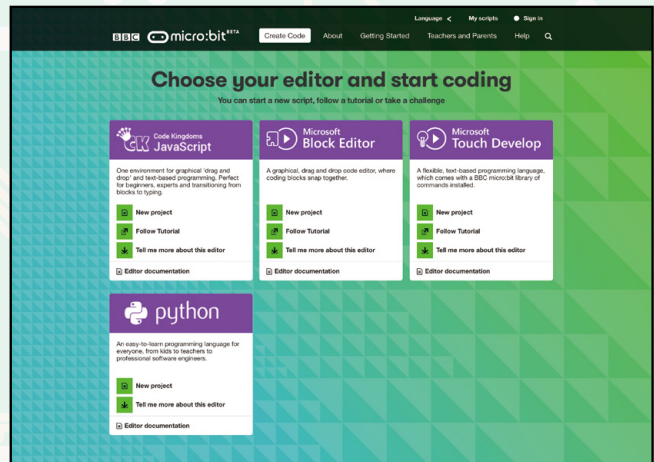 Language <
My scripts
Sign in
BBC micro:bit BETA
Create Code
About
Getting Started
Teachers and Parents
Help
Choose your editor and start coding
You can start a new script, follow a tutorial or take a challenge
Code Kingdoms
JavaScript
One environment for graphical 'drag and
drop' and text-based programming. Perfect
for beginners, experts and transitioning from
blocks to typing.
New project
Follow Tutorial
Tell me more about this editor
Editor documentation
Microsoft
Block Editor
A graphical, drag and drop code editor, where
coding blocks snap together.
New project
Follow Tutorial
Tell me more about this editor
Editor documentation
Microsoft
Touch Develop
A flexible, text-based programming language,
which comes with a BBC micro:bit library of
commands installed.
New project
Follow Tutorial
Tell me more about this editor
Editor documentation
python
An easy-to-learn programming language for
everyone, from kids to teachers to
professional software engineers.
New project
Tell me more about this editor
Editor documentation